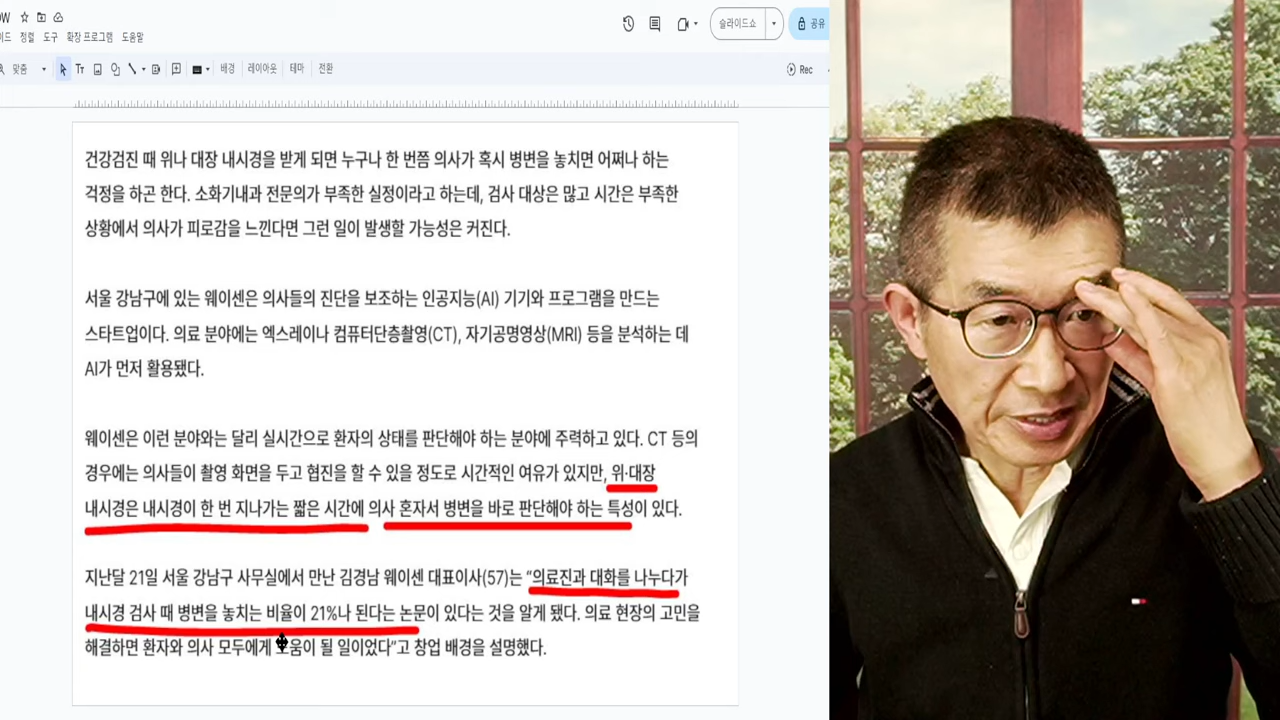 OW
이드 정렬 도구 확장 프로그램 도움말
슬라이드쇼
공유
맞춤
Tr
배경 레이아웃 테마 전환
Rec
건강검진 때 위나 대장 내시경을 받게 되면 누구나 한 번쯤 의사가 혹시 병변을 놓치면 어쩌나 하는
걱정을 하곤 한다. 소화기내과 전문의가 부족한 실정이라고 하는데, 검사 대상은 많고 시간은 부족한
상황에서 의사가 피로감을 느낀다면 그런 일이 발생할 가능성은 커진다.
서울 강남구에 있는 웨이센은 의사들의 진단을 보조하는 인공지능(AI) 기기와 프로그램을 만드는
스타트업이다. 의료 분야에는 엑스레이나 컴퓨터단층촬영(CT), 자기공명영상(MRI) 등을 분석하는 데
AI가 먼저 활용됐다.
웨이센은 이런 분야와는 달리 실시간으로 환자의 상태를 판단해야 하는 분야에 주력하고 있다. CT 등의
경우에는 의사들이 촬영 화면을 두고 협진을 할 수 있을 정도로 시간적인 여유가 있지만, 위·대장
내시경은 내시경이 한 번 지나가는 짧은 시간에 의사 혼자서 병변을 바로 판단해야 하는 특성이 있다.
지난달 21일 서울 강남구 사무실에서 만난 김경남 웨이센 대표이사(57)는 “의료진과 대화를 나누다가
내시경 검사 때 병변을 놓치는 비율이 21%나 된다는 논문이 있다는 것을 알게 됐다. 의료 현장의 고민을
해결하면 환자와 의사 모두에게 도움이 될 일이었다”고 창업 배경을 설명했다.